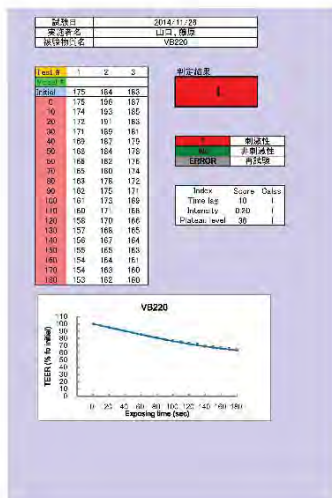 試験日 2014/11/28
実施者名 山口, 篠原
被験物質名 VB220
Test # 1 2 3
判定結果
Initial 175 184 183
I
0 175 196 187
10 174 193 185
20 172 191 183
30 171 189 181
40 169 187 179
50 168 184 178
60 168 182 176
70 165 180 174
80 163 178 172
90 162 175 171
100 161 173 169
110 160 171 168
120 158 170 166
130 157 168 165
140 156 167 164
150 155 165 163
160 154 164 161
170 154 163 160
180 153 162 160
I 刺激性
NI 非刺激性
ERROR 再試験
Index Score Calss
Time lag 10 I
Intensity 0.20 I
Plateau level 36 I
VB220
TEER (% to initial)
110
100
90
80
70
60
50
40
30
20
10
0
0 20 40 60 80 100 120 140 160 180
Exposing time (sec)